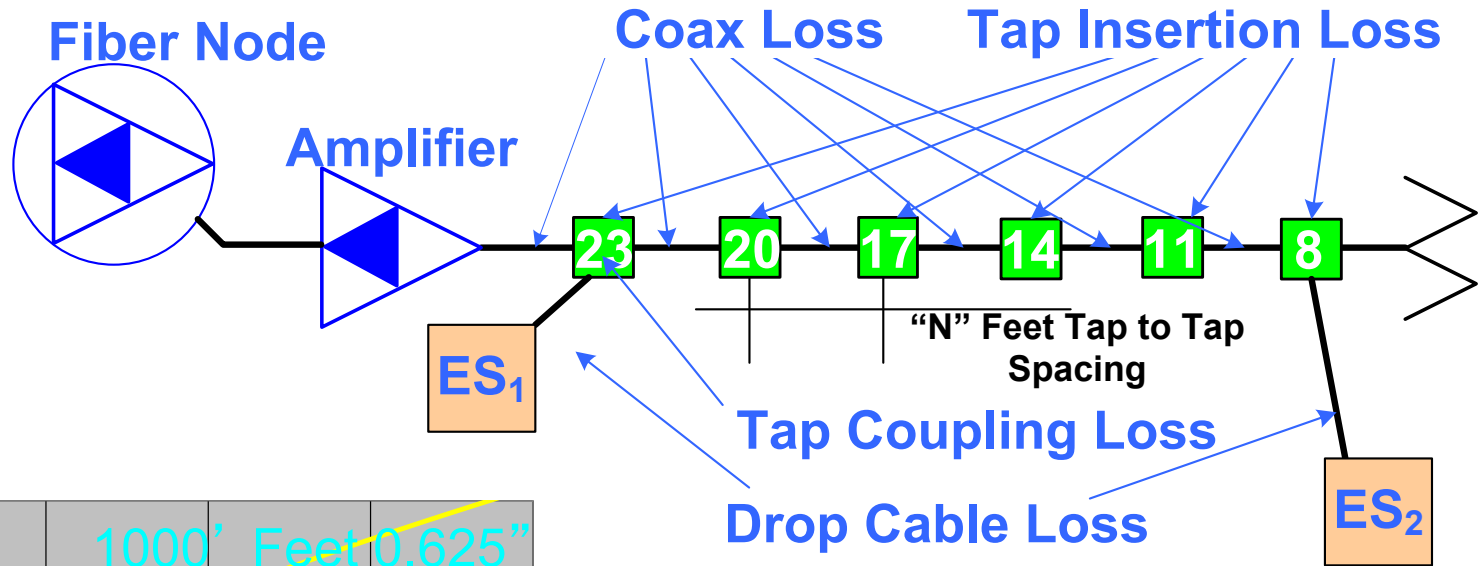 Fiber Node
Coax Loss
Tap Insertion Loss
Amplifier
23
20
17
14
11
8
“N” Feet Tap to Tap
Spacing
ES1
Tap Coupling Loss
Drop Cable Loss
ES2
1000’ Feet 0.625”